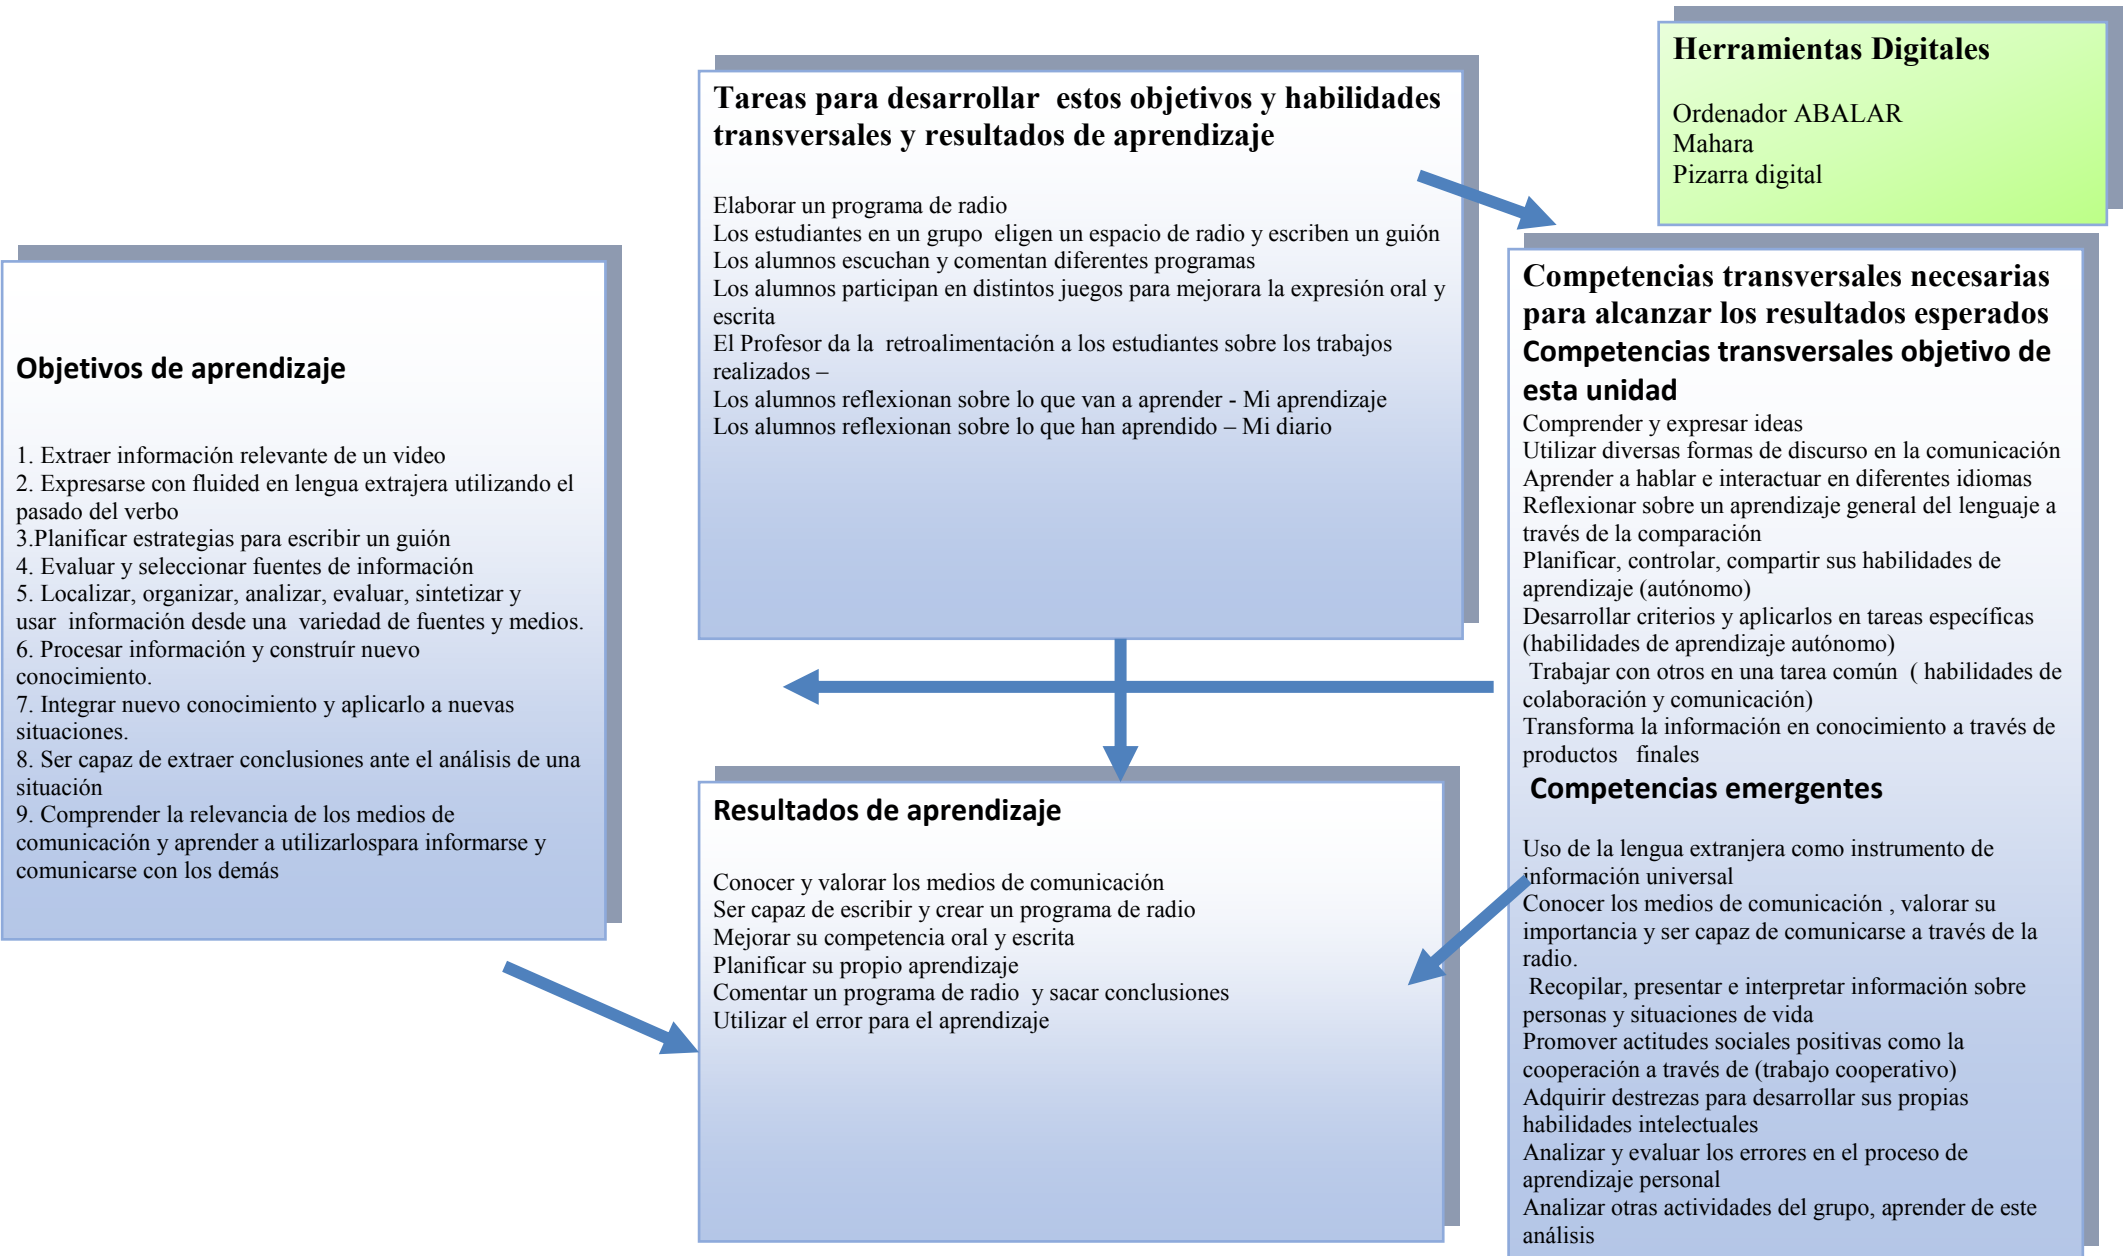 Herramientas Digitales
Ordenador ABALAR
Mahara
Pizarra digital
Tareas para desarrollar estos objetivos y habilidades
transversales y resultados de aprendizaje
Elaborar un programa de radio
Los estudiantes en un grupo eligen un espacio de radio y escriben un guión
Los alumnos escuchan y comentan diferentes programas
Los alumnos participan en distintos juegos para mejorara la expresión oral y
escrita
El Profesor da la retroalimentación a los estudiantes sobre los trabajos
realizados –
Los alumnos reflexionan sobre lo que van a aprender - Mi aprendizaje
Los alumnos reflexionan sobre lo que han aprendido – Mi diario
Objetivos de aprendizaje
1. Extraer información relevante de un video
2. Expresarse con fluided en lengua extrajera utilizando el
pasado del verbo
3.Planificar estrategias para escribir un guión
4. Evaluar y seleccionar fuentes de información
5. Localizar, organizar, analizar, evaluar, sintetizar y
usar información desde una variedad de fuentes y medios.
6. Procesar información y construír nuevo
conocimiento.
7. Integrar nuevo conocimiento y aplicarlo a nuevas
situaciones.
8. Ser capaz de extraer conclusiones ante el análisis de una
situación
9. Comprender la relevancia de los medios de
comunicación y aprender a utilizarlospara informarse y
comunicarse con los demás
Competencias transversales necesarias
para alcanzar los resultados esperados
Competencias transversales objetivo de
esta unidad
Comprender y expresar ideas
Utilizar diversas formas de discurso en la comunicación
Aprender a hablar e interactuar en diferentes idiomas
Reflexionar sobre un aprendizaje general del lenguaje a
través de la comparación
Planificar, controlar, compartir sus habilidades de
aprendizaje (autónomo)
Desarrollar criterios y aplicarlos en tareas específicas
(habilidades de aprendizaje autónomo)
Trabajar con otros en una tarea común ( habilidades de
colaboración y comunicación)
Transforma la información en conocimiento a través de
productos finales
Competencias emergentes
Uso de la lengua extranjera como instrumento de
información universal
Conocer los medios de comunicación , valorar su
importancia y ser capaz de comunicarse a través de la
radio.
Recopilar, presentar e interpretar información sobre
personas y situaciones de vida
Promover actitudes sociales positivas como la
cooperación a través de (trabajo cooperativo)
Adquirir destrezas para desarrollar sus propias
habilidades intelectuales
Analizar y evaluar los errores en el proceso de
aprendizaje personal
Analizar otras actividades del grupo, aprender de este
análisis
Resultados de aprendizaje
Conocer y valorar los medios de comunicación
Ser capaz de escribir y crear un programa de radio
Mejorar su competencia oral y escrita
Planificar su propio aprendizaje
Comentar un programa de radio y sacar conclusiones
Utilizar el error para el aprendizaje